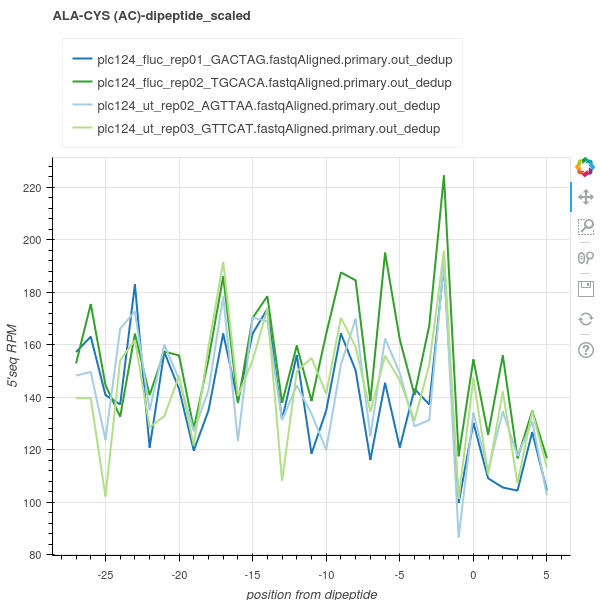 ALA-CYS (AC)-dipeptide_scaled
plc124_fluc_rep01_GACTAG.fastqAligned.primary.out_dedup
plc124_fluc_rep02_TGCACA.fastqAligned.primary.out_dedup
plc124_ut_rep02_AGTTAA.fastqAligned.primary.out_dedup
plc124_ut_rep03_GTTCAT.fastqAligned.primary.out_dedup
220
200
180
160
140
120
100
80
5'seq RPM
-25 -20 -15 -10 -5 0 5
position from dipeptide